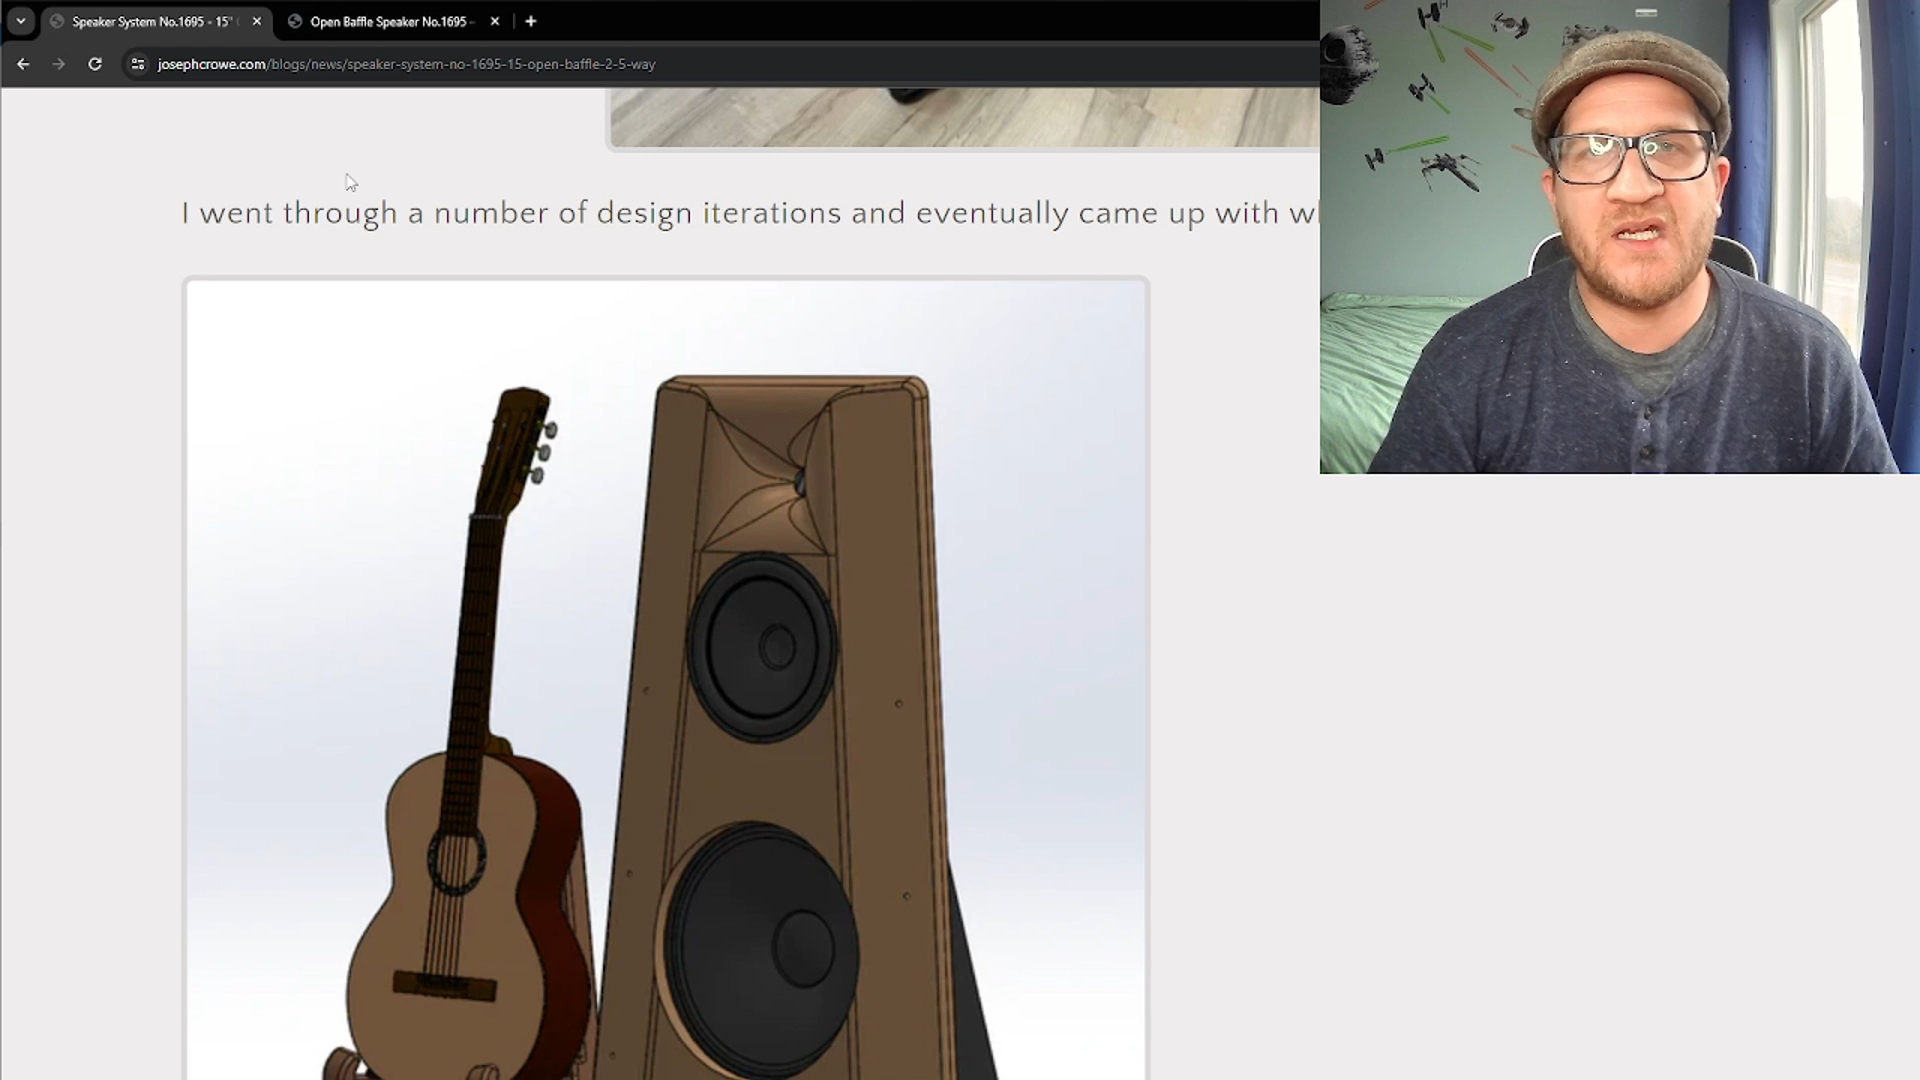 Speaker System No.1695 - 15"
Open Baffle Speaker No.1695 -
josephcrowe.com/blogs/news/speaker-system-no-1695-15-open-baffle-2-5-way
I went through a number of design iterations and eventually came up with